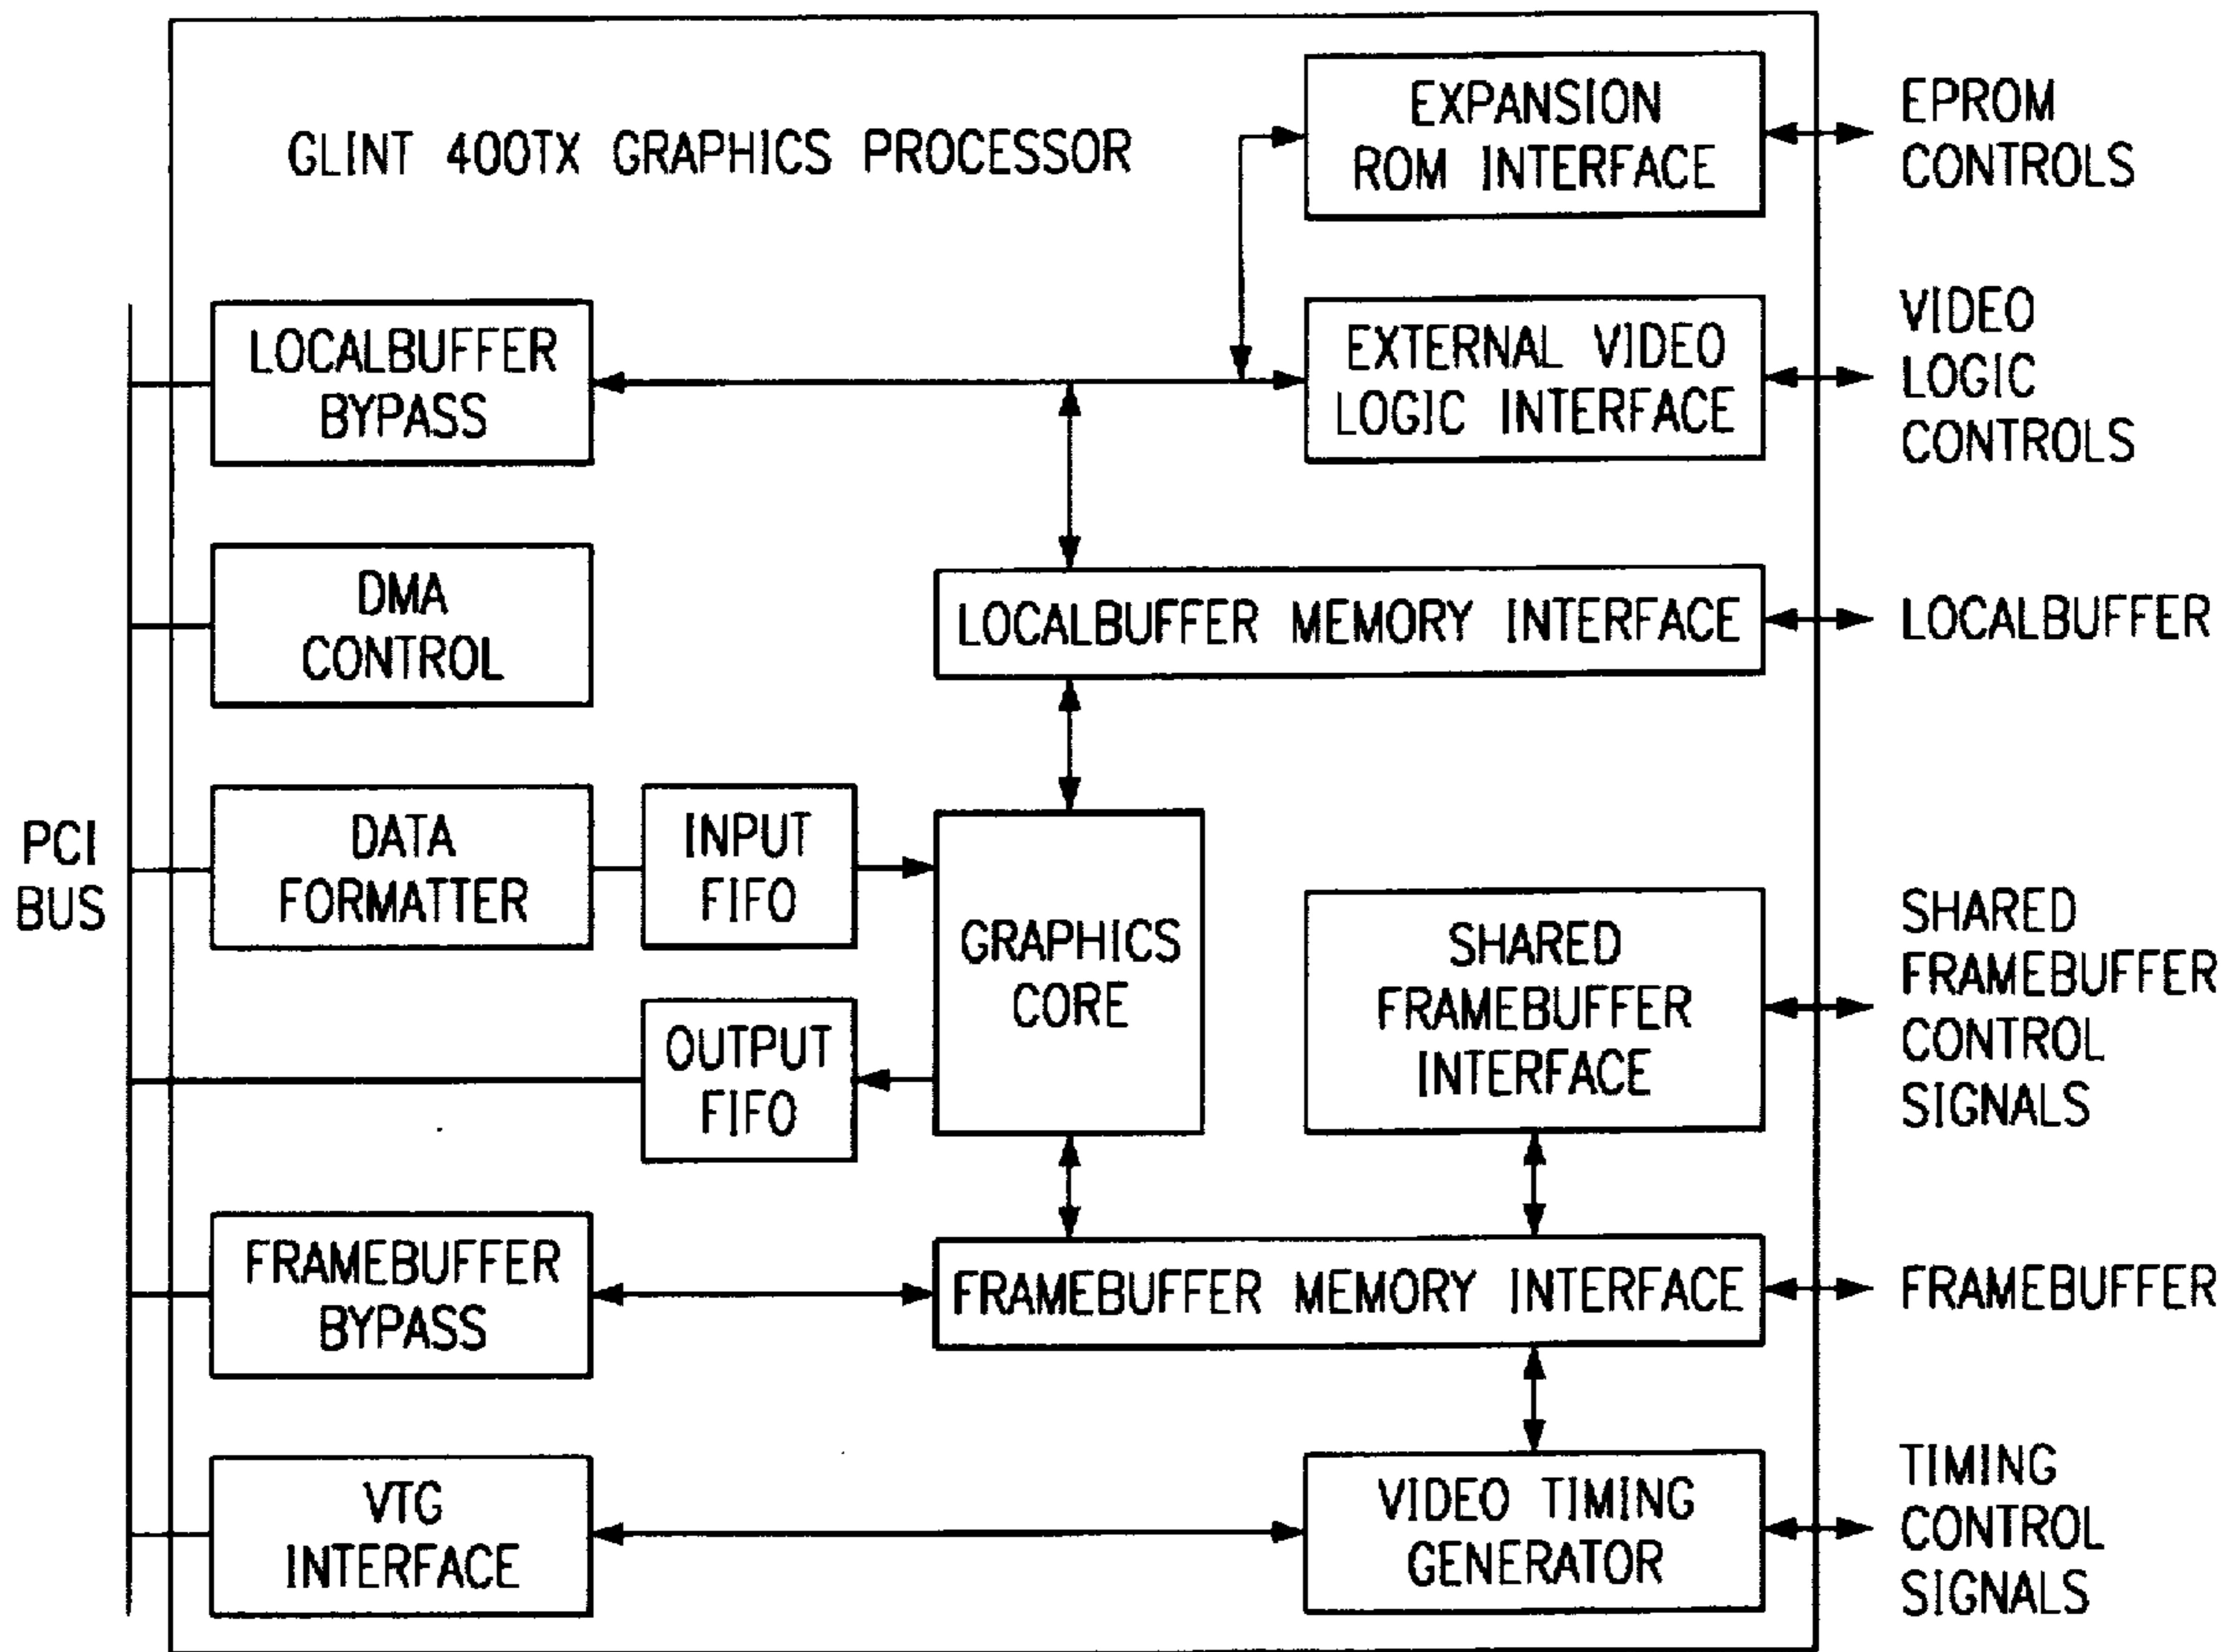 GLINT 400TX GRAPHICS PROCESSOR
EXPANSION
ROM INTERFACE
EPROM
CONTROLS
LOCALBUFFER
BYPASS
EXTERNAL VIDEO
LOGIC INTERFACE
VIDEO
LOGIC
CONTROLS
DMA
CONTROL
LOCALBUFFER MEMORY INTERFACE
LOCALBUFFER
PCI
BUS
DATA
FORMATTER
INPUT
FIFO
GRAPHICS
CORE
OUTPUT
FIFO
SHARED
FRAMEBUFFER
INTERFACE
SHARED
FRAMEBUFFER
CONTROL
SIGNALS
FRAMEBUFFER
BYPASS
FRAMEBUFFER MEMORY INTERFACE
FRAMEBUFFER
VTG
INTERFACE
VIDEO TIMING
GENERATOR
TIMING
CONTROL
SIGNALS